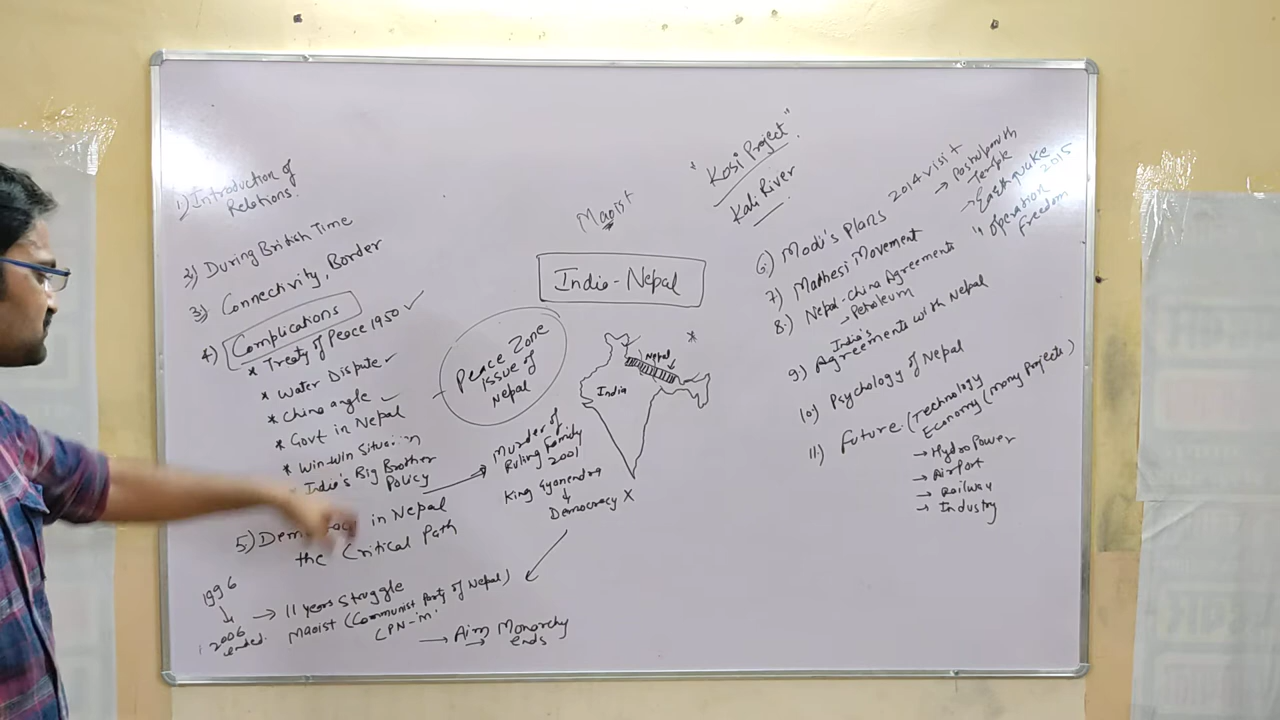 1) Introduction of
Relations.
2) During British Time
3) Connectivity, Border
4) Complications
* Treaty of Peace 1950 ✓
* Water Dispute ✓
* China angle
* Govt in Nepal ✓
* Win-Win Situation
* India's Big Brother
Policy
5) in Nepal
the Critical Path
1996
↓
2006
ended.
→ 11 years Struggle
Maoist (Communist Party of Nepal)
CPN-M'
→ Aim Monarchy
→ ends
Maoist
India-Nepal
Peace Zone
issue of
Nepal
Murder of
Ruling Family
2001
King Gyanendra
↓
Democracy X
Nepal
India
*
"Kosi Project"
Kali River
6.) Modi's Plans 2014 visit
→ Pashupanth
Temple
→ Earthquake
2015
" Operation
Freedom
7) Madhesi Movement
8.) Nepal-China Agreements
→ Petroleum
9) India's
Agreements with Nepal
10) Psychology of Nepal
11.) Future (Technology
Economy (Many Projects)
→ Hydro Power
→ Airport
→ Railway
→ Industry